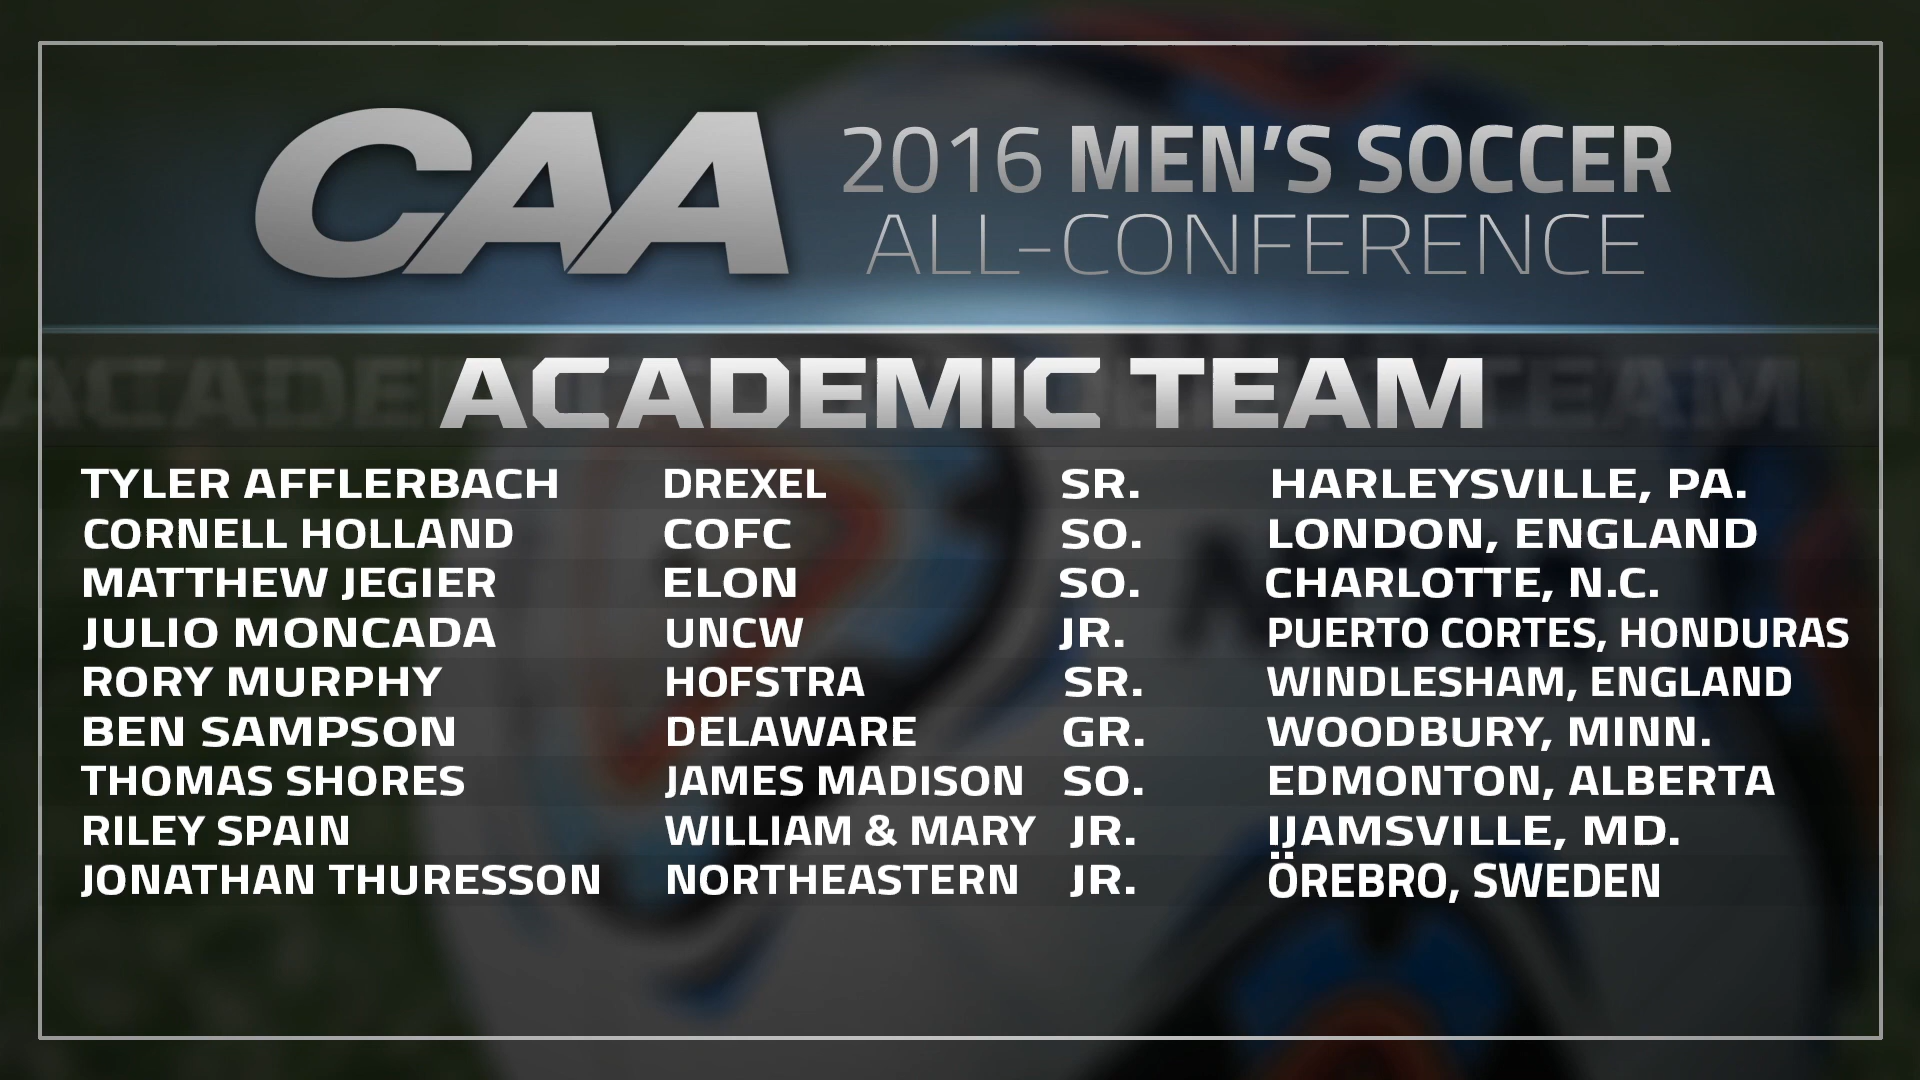 CAA
2016 MEN'S SOCCER
ALL-CONFERENCE
ACADEMIC TEAM
TYLER AFFLERBACH DREXEL SR. HARLEYSVILLE, PA.
CORNELL HOLLAND COFC SO. LONDON, ENGLAND
MATTHEW JEGIER ELON SO. CHARLOTTE, N.C.
JULIO MONCADA UNCW JR. PUERTO CORTES, HONDURAS
RORY MURPHY HOFSTRA SR. WINDLESHAM, ENGLAND
BEN SAMPSON DELAWARE GR. WOODBURY, MINN.
THOMAS SHORES JAMES MADISON SO. EDMONTON, ALBERTA
RILEY SPAIN WILLIAM & MARY JR. IJAMSVILLE, MD.
JONATHAN THURESSON NORTHEASTERN JR. ÖREBRO, SWEDEN